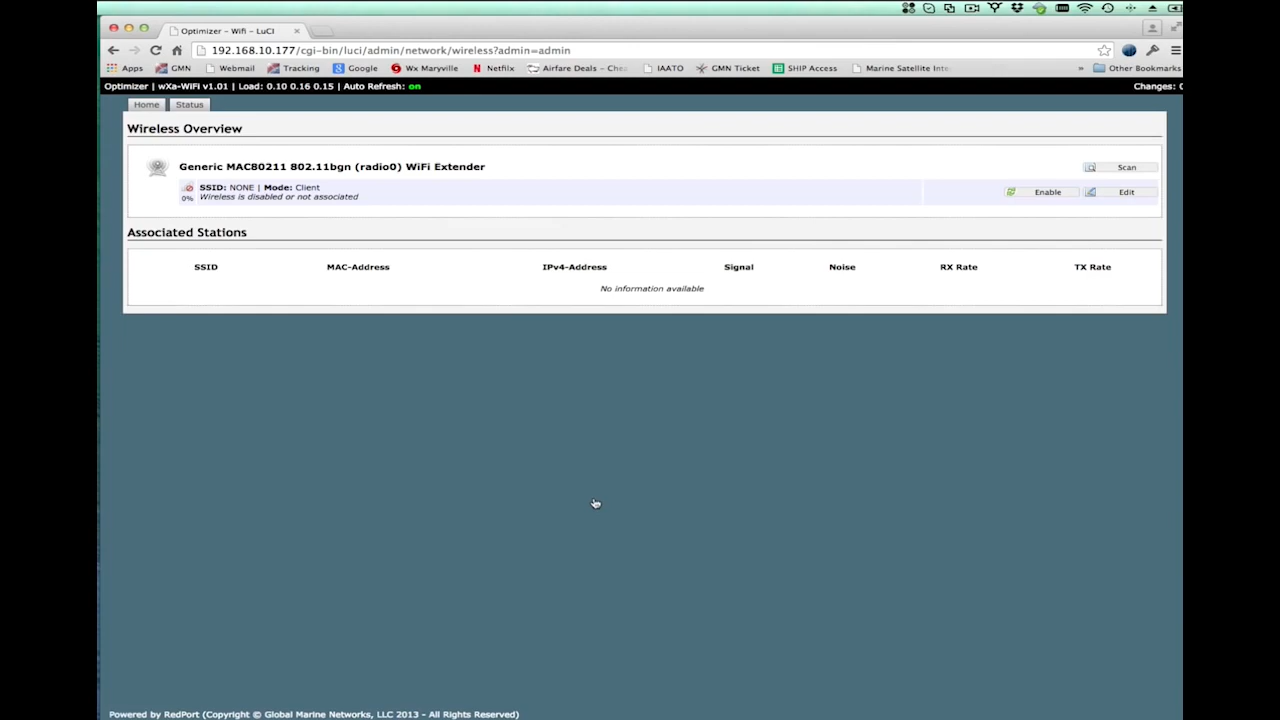 Optimizer - Wifi - LuCI
192.168.10.177/cgi-bin/luci/admin/network/wireless?admin=admin
Apps GMN Webmail Tracking Google Wx Maryville Netflix Airfare Deals – Che IAATO GMN Ticket SHIP Access Marine Satellite Inte » Other Bookmarks
Optimizer | wXa-WiFi v1.01 | Load: 0.10 0.16 0.15 | Auto Refresh: on Changes:
Home Status
Wireless Overview
Generic MAC80211 802.11bgn (radio0) WiFi Extender Scan
SSID: NONE | Mode: Client
0% Wireless is disabled or not associated Enable Edit
Associated Stations
SSID MAC-Address IPv4-Address Signal Noise RX Rate TX Rate
No information available
Powered by RedPort (Copyright © Global Marine Networks, LLC 2013 - All Rights Reserved)